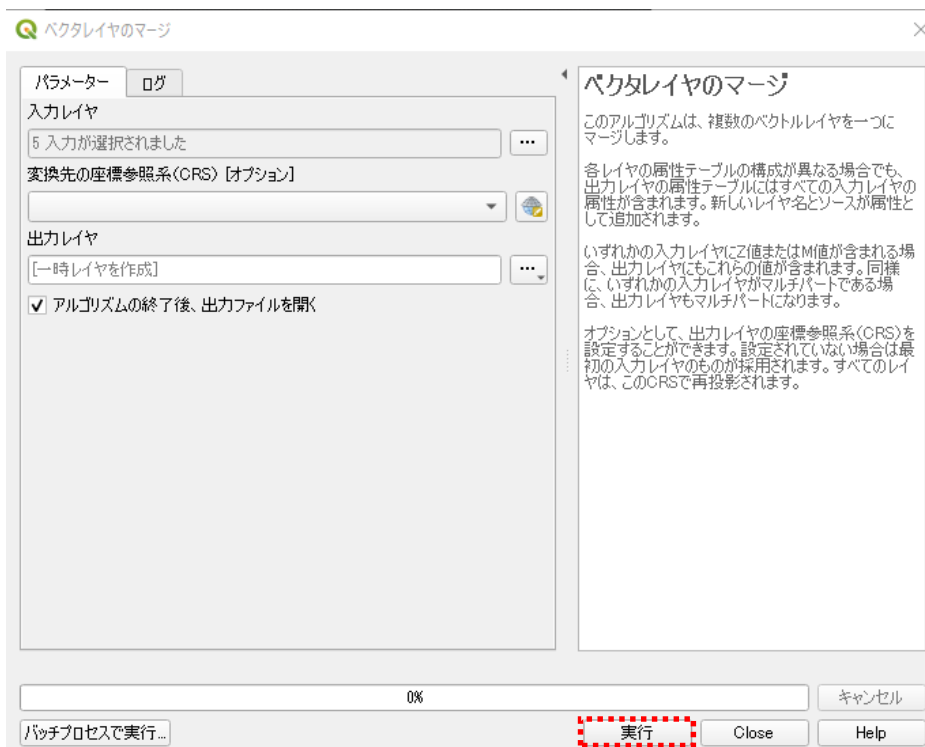 ベクタレイヤのマージ
パラメーター ログ
入力レイヤ
5 入力が選択されました
…
変換先の座標参照系(CRS) [オプション]
出力レイヤ
[一時レイヤを作成]
…
アルゴリズムの終了後、出力ファイルを開く
ベクタレイヤのマージ
このアルゴリズムは、複数のベクトルレイヤを一つに
マージします。
各レイヤの属性テーブルの構成が異なる場合でも、
出力レイヤの属性テーブルにはすべての入力レイヤの
属性が含まれます。新しいレイヤ名とソースが属性と
して追加されます。
いずれかの入力レイヤにZ値またはM値が含まれる場
合、出力レイヤにもこれらの値が含まれます。同様
に、いずれかの入力レイヤがマルチパートである場
合、出力レイヤもマルチパートになります。
オプションとして、出力レイヤの座標参照系(CRS)を
設定することができます。設定されていない場合は最
初の入力レイヤのものが採用されます。すべてのレイ
ヤは、このCRSで再投影されます。
0%
キャンセル
バッチプロセスで実行…
実行
Close
Help